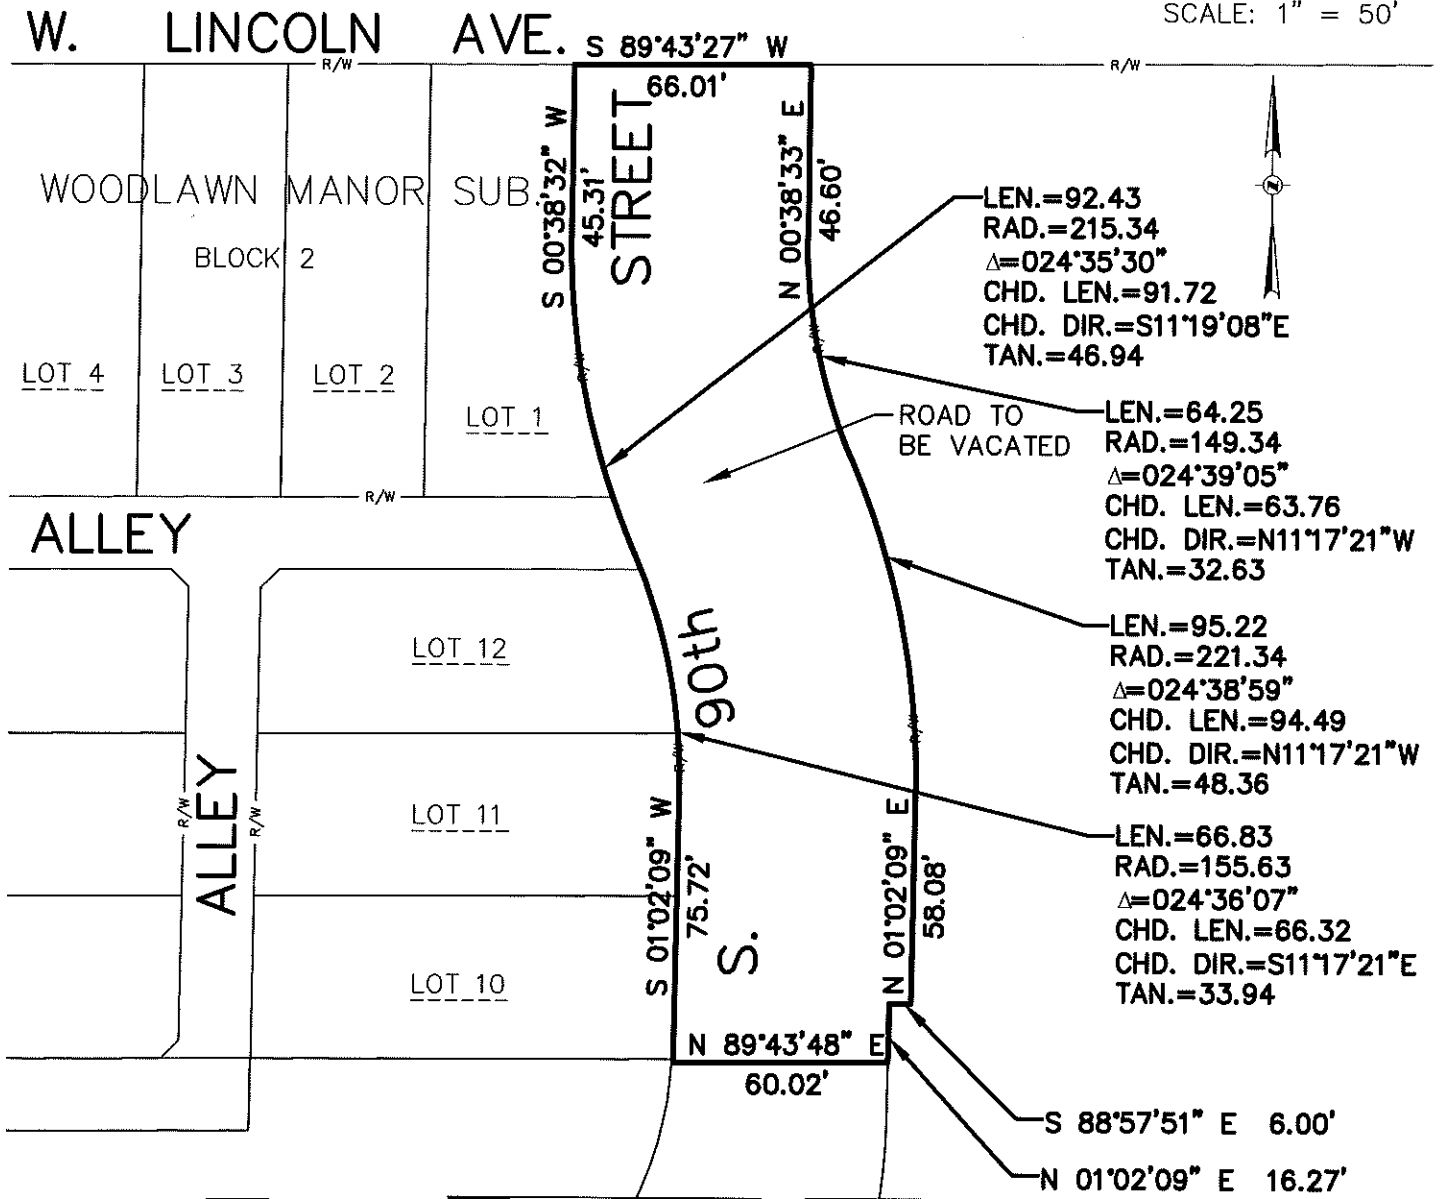 SCALE: 1" = 50'
W. LINCOLN AVE.
S 89°43'27" W
66.01'
R/W
R/W
S 00°38'32" W
45.31'
STREET
N 00°38'33" E
46.60'
WOODLAWN MANOR SUB.
BLOCK 2
LOT 4
LOT 3
LOT 2
LOT 1
N
LEN.=92.43
RAD.=215.34
Δ=024°35'30"
CHD. LEN.=91.72
CHD. DIR.=S11°19'08"E
TAN.=46.94
R/W
R/W
ROAD TO
BE VACATED
LEN.=64.25
RAD.=149.34
Δ=024°39'05"
CHD. LEN.=63.76
CHD. DIR.=N11°17'21"W
TAN.=32.63
R/W
ALLEY
LOT 12
90th
LEN.=95.22
RAD.=221.34
Δ=024°38'59"
CHD. LEN.=94.49
CHD. DIR.=N11°17'21"W
TAN.=48.36
R/W
R/W
R/W
ALLEY
R/W
LOT 11
S 01°02'09" W
75.72'
N 01°02'09" E
58.08'
LEN.=66.83
RAD.=155.63
Δ=024°36'07"
CHD. LEN.=66.32
CHD. DIR.=S11°17'21"E
TAN.=33.94
S.
LOT 10
N 89°43'48" E
60.02'
S 88°57'51" E 6.00'
N 01°02'09" E 16.27'